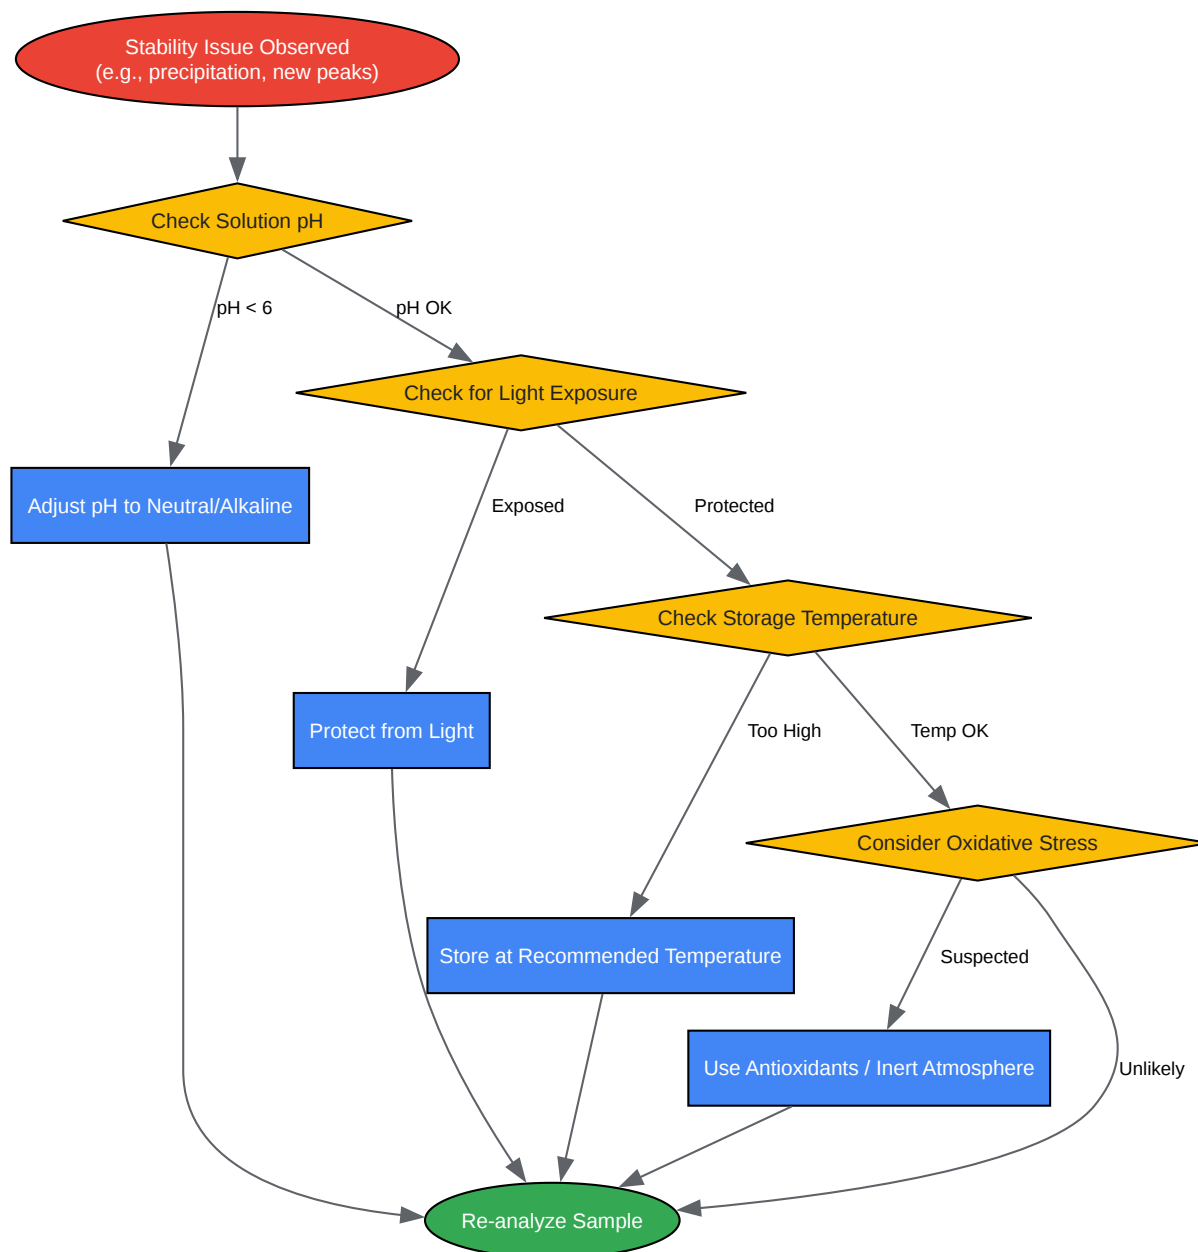 Stability Issue Observed
(e.g., precipitation, new peaks)
Check Solution pH
pH < 6
pH OK
Check for Light Exposure
Adjust pH to Neutral/Alkaline
Exposed
Protected
Check Storage Temperature
Protect from Light
Too High
Temp OK
Consider Oxidative Stress
Store at Recommended Temperature
Suspected
Use Antioxidants / Inert Atmosphere
Unlikely
Re-analyze Sample